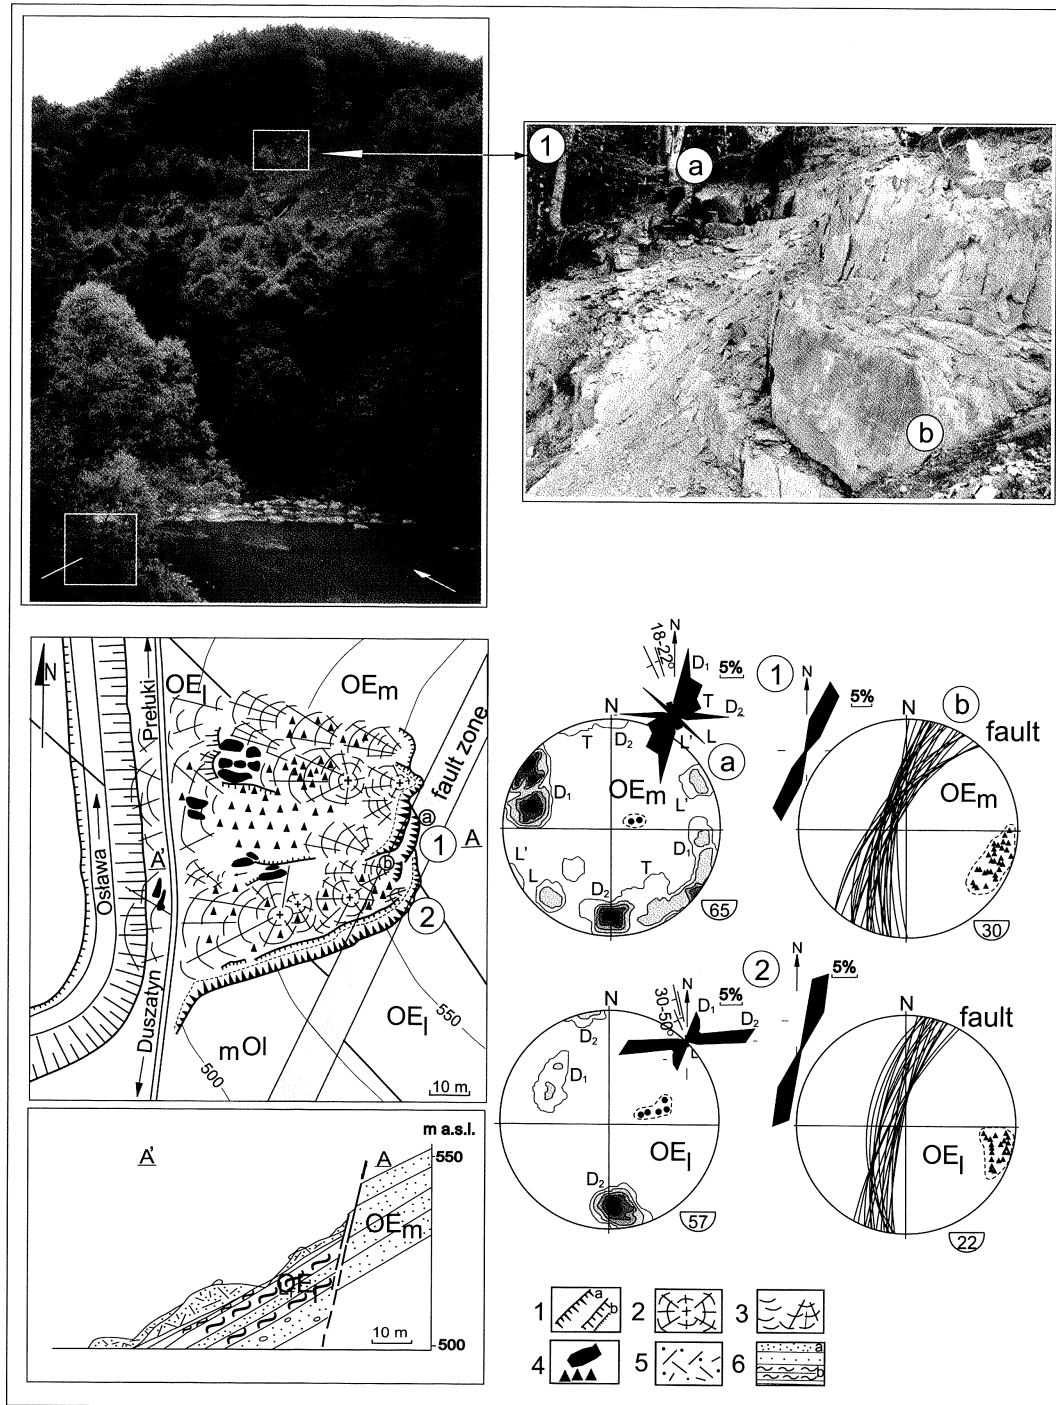 1
a
b
N
OEl
OEm
Prełuki
fault zone
Osława
A'
a
1
A
b
2
Duszatyn
mOl
OEl
550
500
10 m
m a.s.l.
A'
A
550
OEm
OEl
10 m
500
18-22°
N
D1
5%
T
D2
L
L'
a
N
T
D2
D1
OEm
L'
L'
L
D1
T
D2
65
1
N
5%
N
b
fault
OEm
30
30-50°
N
D1
5%
D2
L
N
D2
D1
D2
57
2
N
5%
N
fault
OEl
22
1
a
b
2
3
4
5
6
a
b